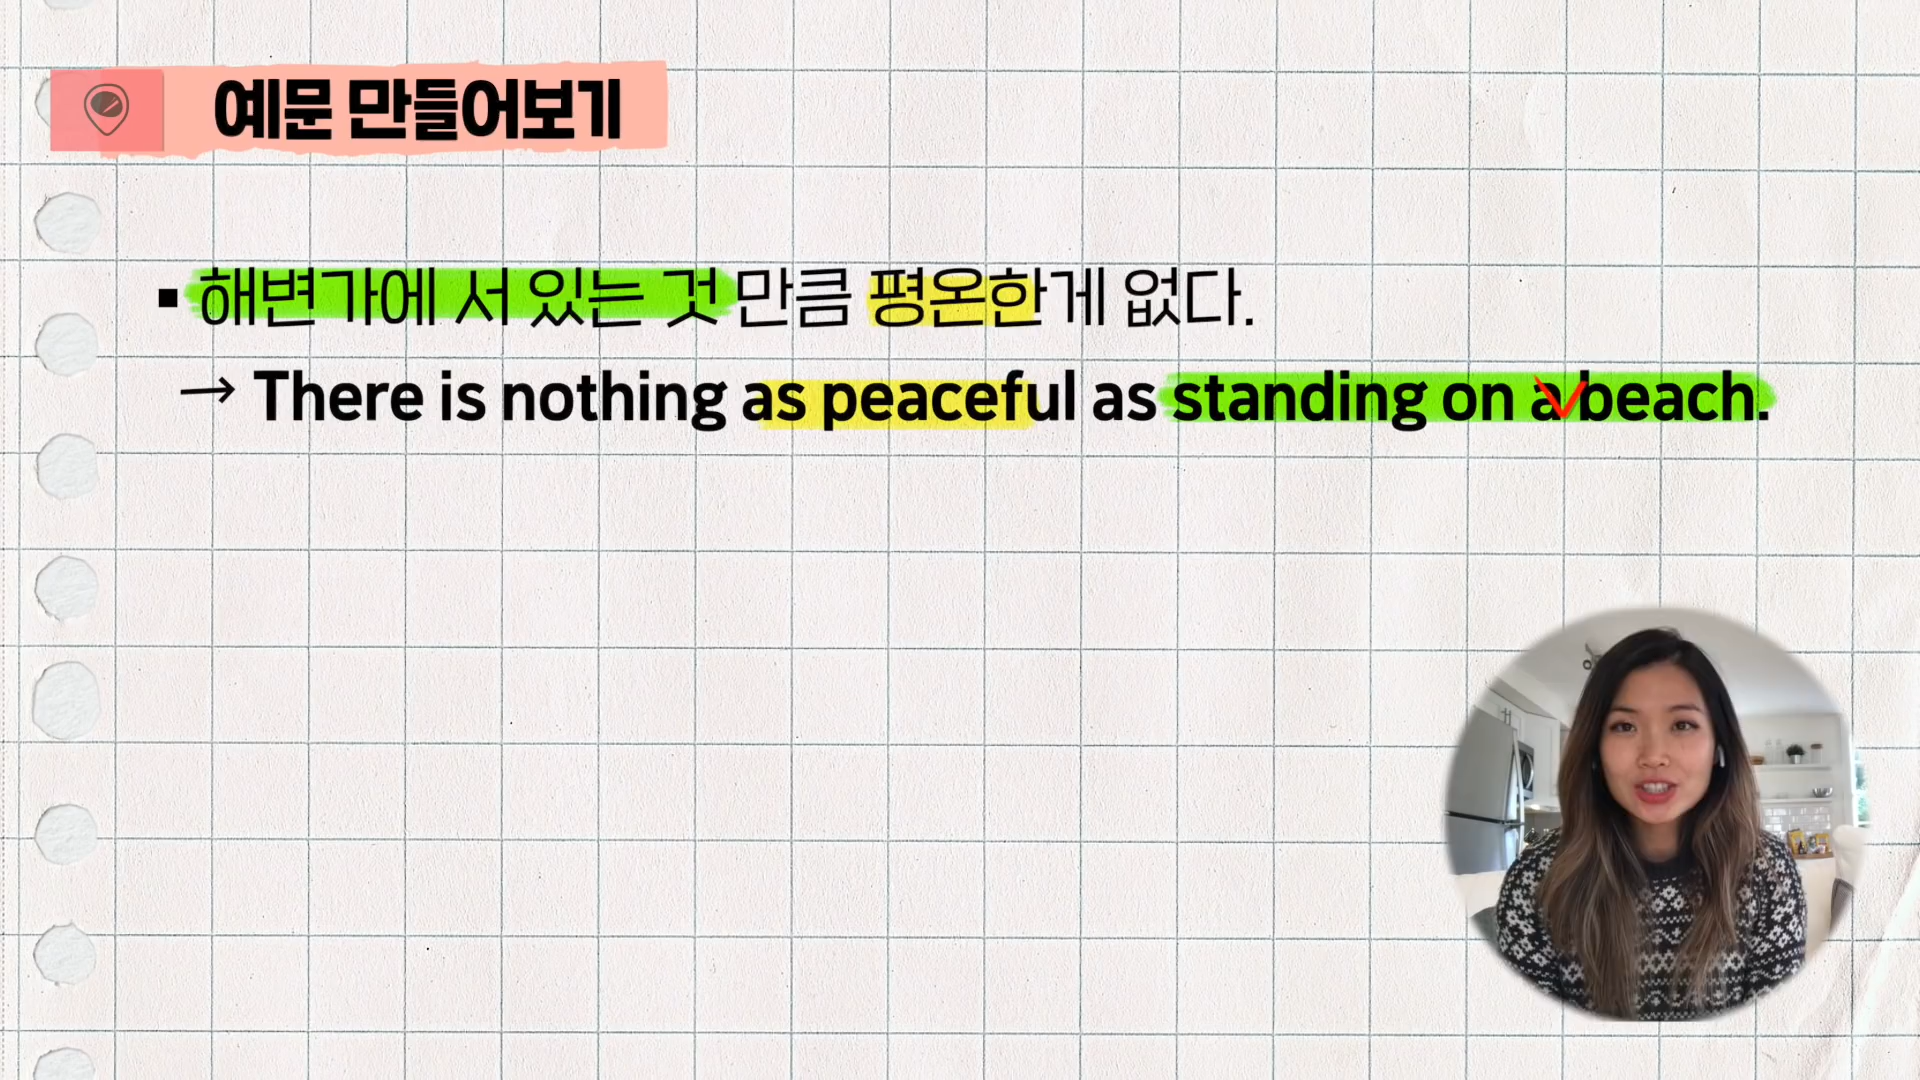 예문 만들어보기
▪ 해변가에 서 있는 것 만큼 평온한게 없다.
→ There is nothing as peaceful as standing on a beach.